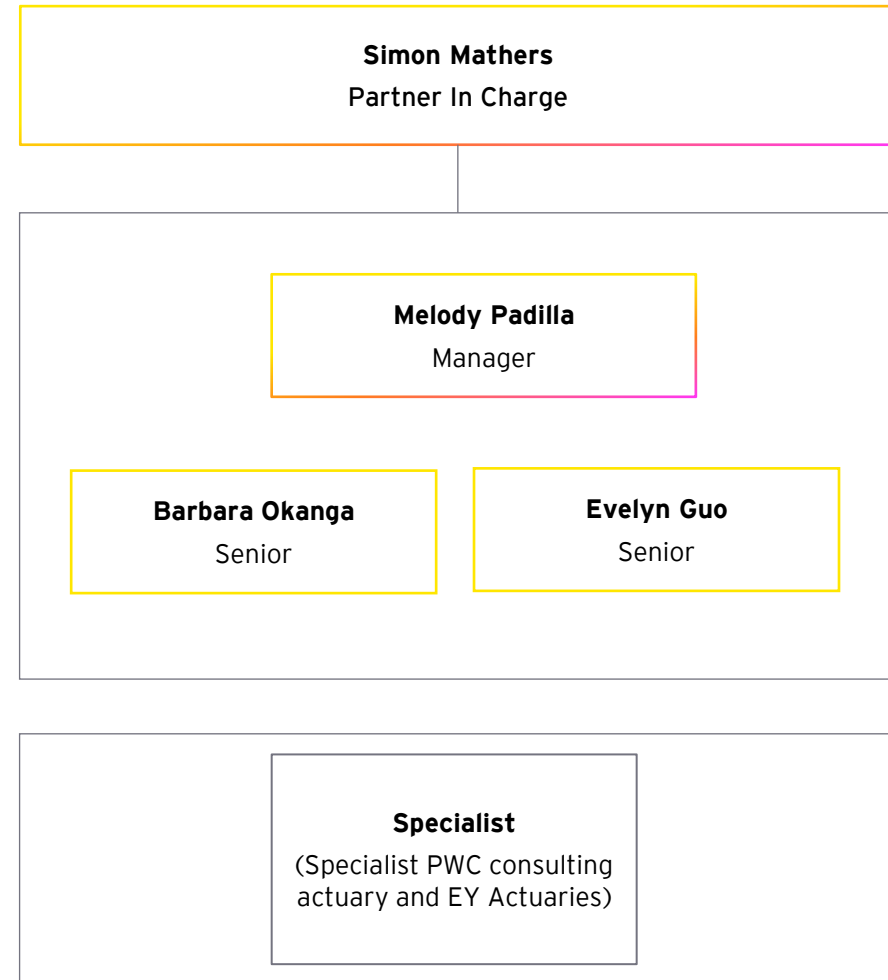 Simon Mathers
Partner In Charge
Melody Padilla
Manager
Barbara Okanga
Senior
Evelyn Guo
Senior
Specialist
(Specialist PWC consulting
actuary and EY Actuaries)